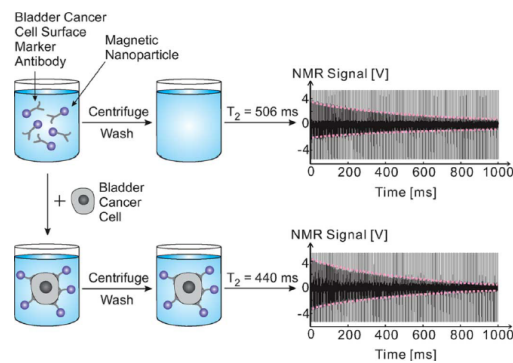 Bladder Cancer
Cell Surface
Marker
Antibody
Magnetic
Nanoparticle
Centrifuge
Wash
T2 = 506 ms
NMR Signal [V]
4
0
-4
0 200 400 600 800 1000
Time [ms]
+
Bladder
Cancer
Cell
Centrifuge
Wash
T2 = 440 ms
NMR Signal [V]
4
0
-4
0 200 400 600 800 1000
Time [ms]